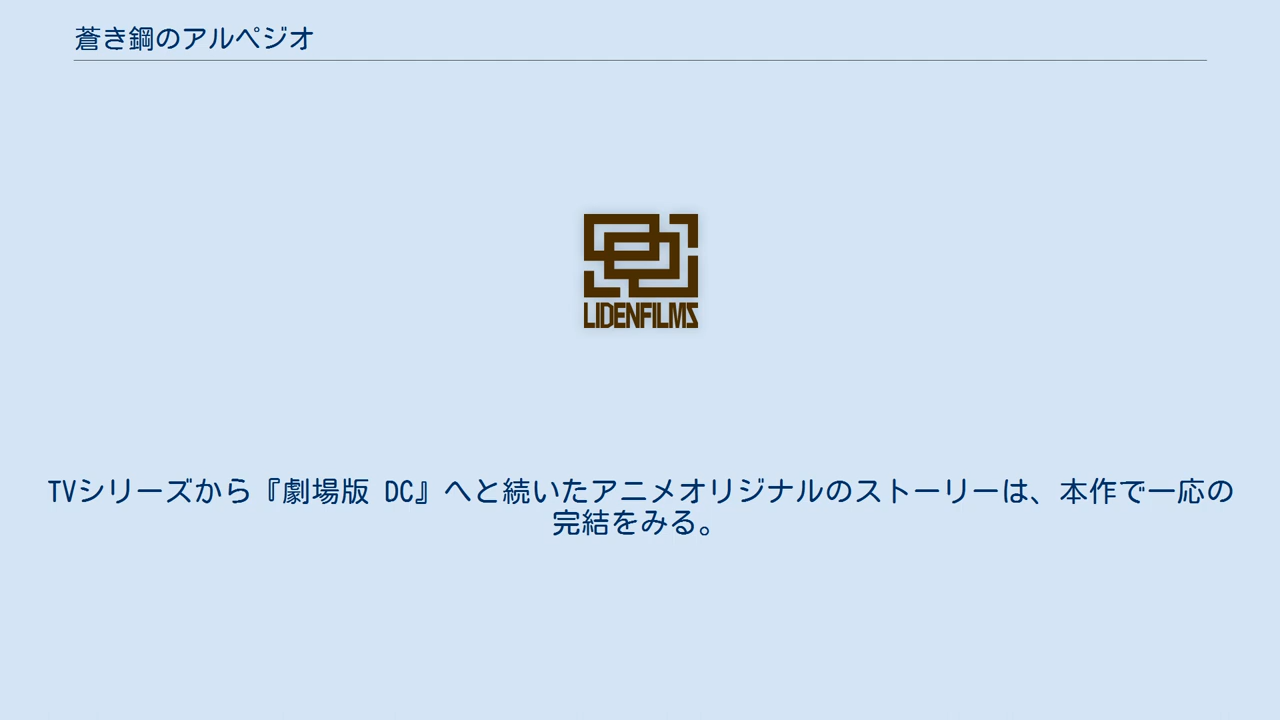 蒼き鋼のアルペジオ
LIDENFILMS
TVシリーズから『劇場版 DC』へと続いたアニメオリジナルのストーリーは、本作で一応の
完結をみる。